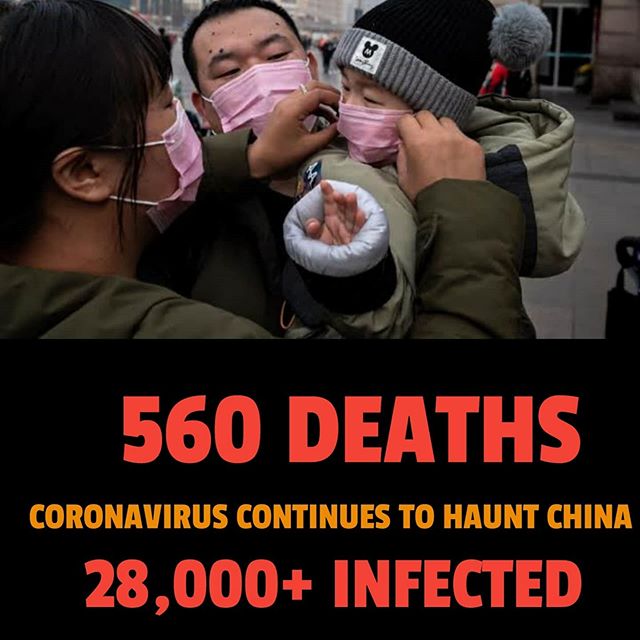 560 DEATHS
CORONAVIRUS CONTINUES TO HAUNT CHINA
28,000+ INFECTED